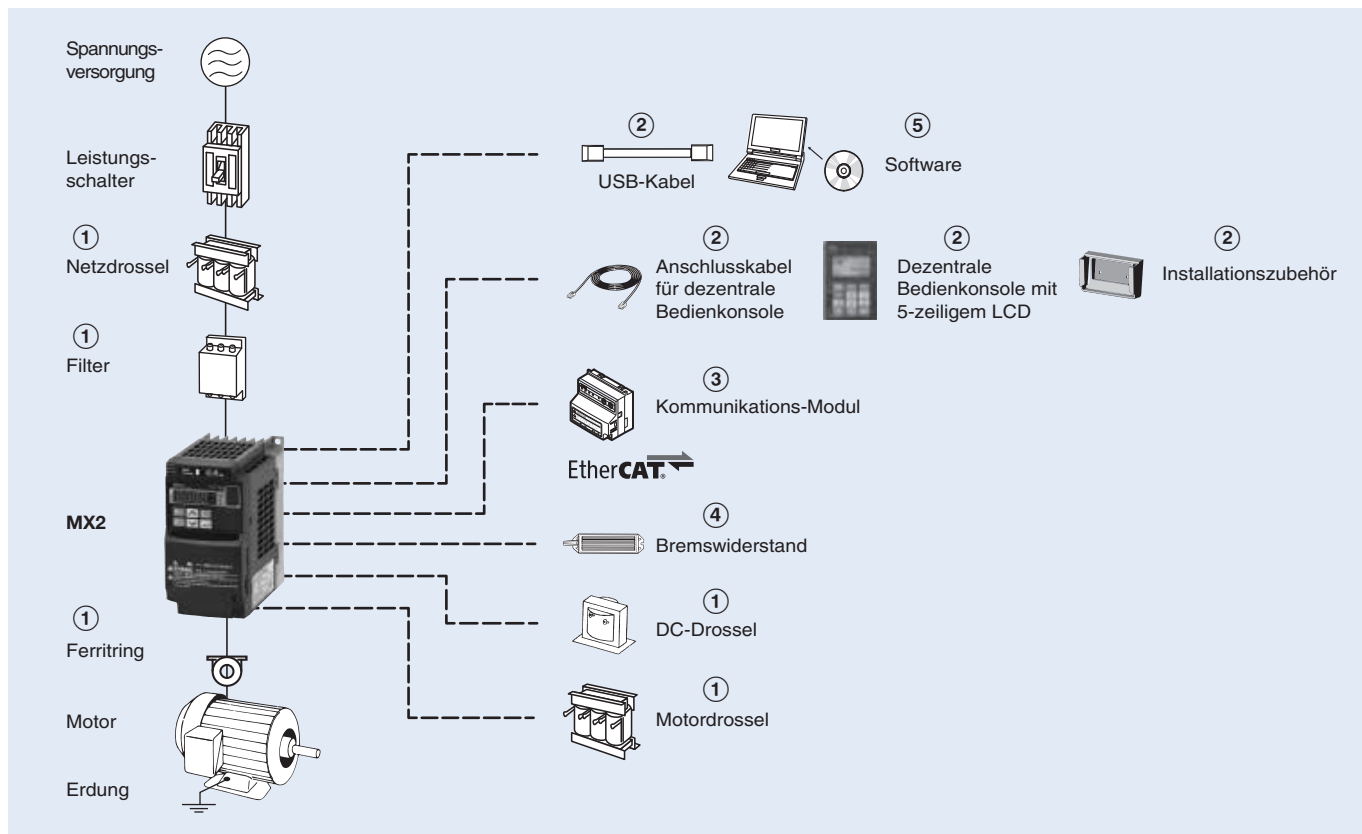 Spannungs-
versorgung
Leistungs-
schalter
1
Netzdrossel
1
Filter
MX2
1
Ferritring
Motor
Erdung
2
USB-Kabel
5
Software
2
Anschlusskabel
für dezentrale
Bedienkonsole
2
Dezentrale
Bedienkonsole mit
5-zeiligem LCD
2
Installationszubehör
3
Kommunikations-Modul
EtherCAT®
4
Bremswiderstand
1
DC-Drossel
1
Motordrossel